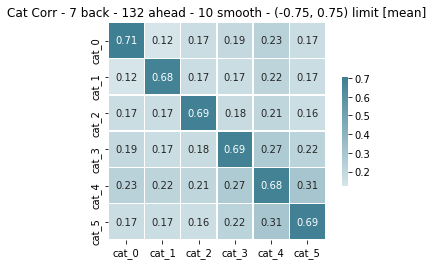 Cat Corr - 7 back - 132 ahead - 10 smooth - (-0.75, 0.75) limit [mean]
cat_0 0.71 0.12 0.17 0.19 0.23 0.17
cat_1 0.12 0.68 0.17 0.17 0.22 0.17
cat_2 0.17 0.17 0.69 0.18 0.21 0.16
cat_3 0.19 0.17 0.18 0.69 0.27 0.22
cat_4 0.23 0.22 0.21 0.27 0.68 0.31
cat_5 0.17 0.17 0.16 0.22 0.31 0.69
cat_0 cat_1 cat_2 cat_3 cat_4 cat_5
0.7
0.6
0.5
0.4
0.3
0.2